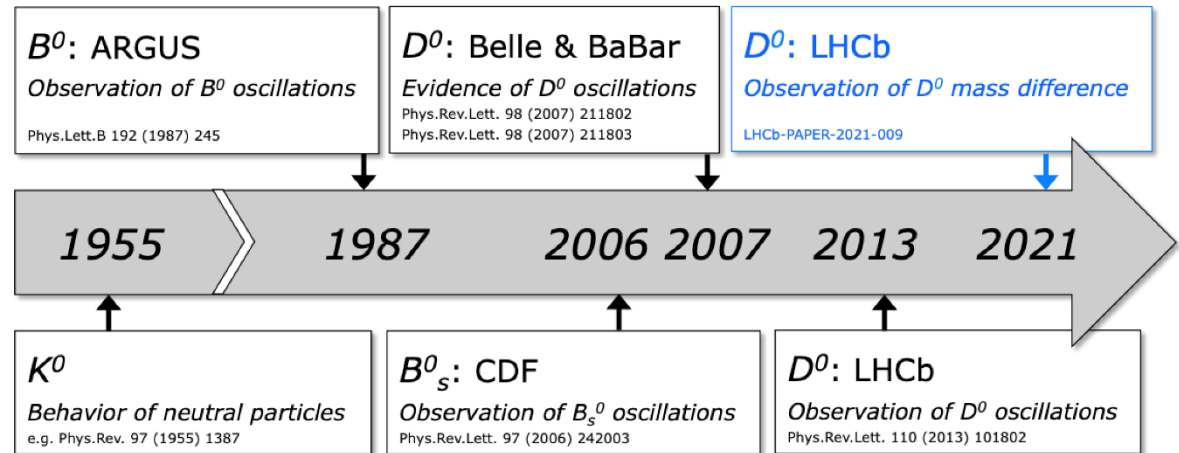 B⁰: ARGUS
Observation of B⁰ oscillations
Phys.Lett.B 192 (1987) 245
D⁰: Belle & BaBar
Evidence of D⁰ oscillations
Phys.Rev.Lett. 98 (2007) 211802
Phys.Rev.Lett. 98 (2007) 211803
D⁰: LHCb
Observation of D⁰ mass difference
LHCb-PAPER-2021-009
1955 1987 2006 2007 2013 2021
K⁰
Behavior of neutral particles
e.g. Phys.Rev. 97 (1955) 1387
B⁰ₛ: CDF
Observation of Bₛ⁰ oscillations
Phys.Rev.Lett. 97 (2006) 242003
D⁰: LHCb
Observation of D⁰ oscillations
Phys.Rev.Lett. 110 (2013) 101802